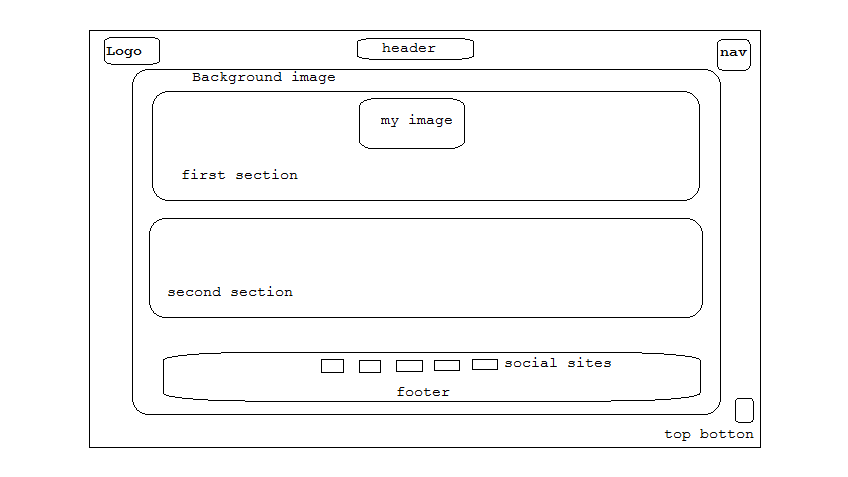 Logo
header
nav
Background image
my image
first section
second section
social sites
footer
top botton